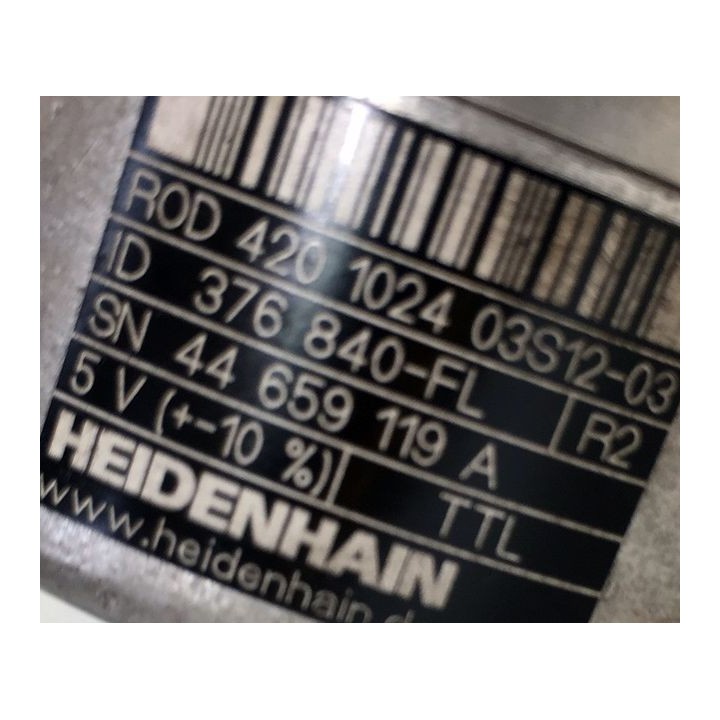 ROD 420 1024 03S12-03
ID 376 840-FL R2
SN 44 659 119 A
5 V (+-10 %) TTL
HEIDENHAIN
www.heidenhain.d